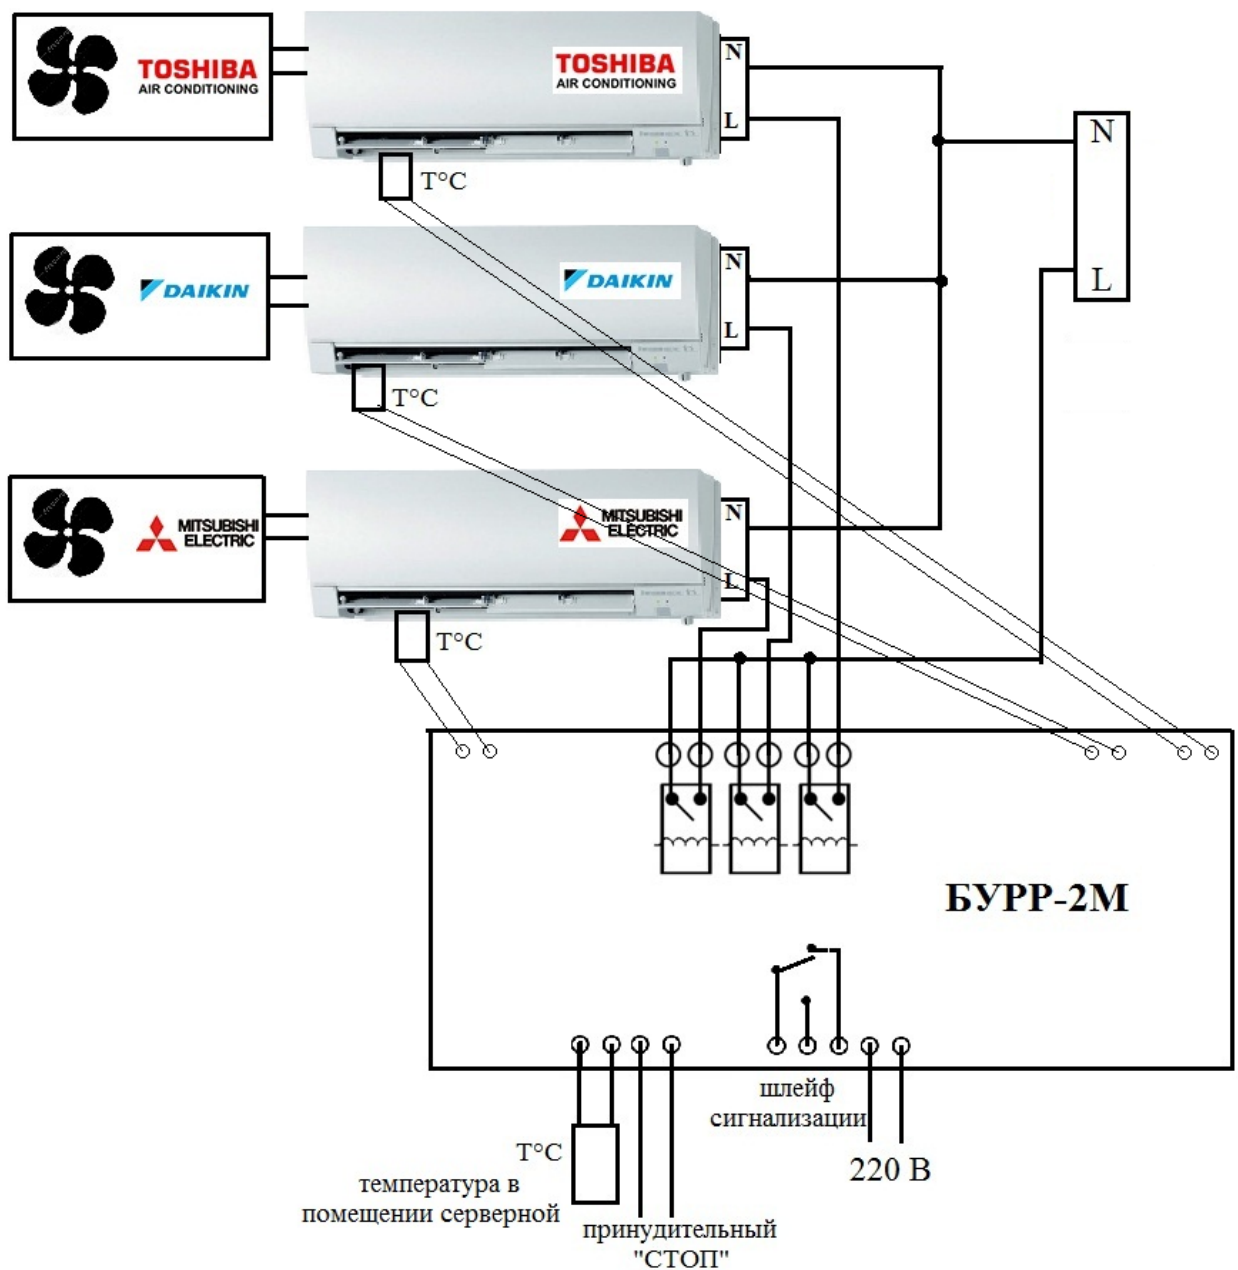 TOSHIBA
AIR CONDITIONING
TOSHIBA
AIR CONDITIONING
N
L
T°C
N
L
DAIKIN
DAIKIN
N
L
T°C
MITSUBISHI
ELECTRIC
MITSUBISHI
ELECTRIC
N
L
T°C
БУРР-2М
шлейф
сигнализации
220 В
T°C
температура в
помещении серверной
принудительный
"СТОП"